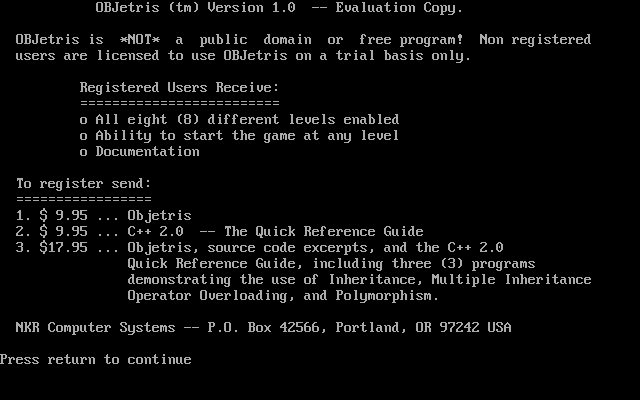 OBJetris (tm) Version 1.0  -- Evaluation Copy.
OBJetris is  *NOT*  a  public  domain  or  free program!  Non registered
users are licensed to use OBJetris on a trial basis only.
Registered Users Receive:
=========================
o All eight (8) different levels enabled
o Ability to start the game at any level
o Documentation
To register send:
=================
1. $ 9.95 ... Objetris
2. $ 9.95 ... C++ 2.0  -- The Quick Reference Guide
3. $17.95 ... Objetris, source code excerpts, and the C++ 2.0
Quick Reference Guide, including three (3) programs
demonstrating the use of Inheritance, Multiple Inheritance
Operator Overloading, and Polymorphism.
NKR Computer Systems -- P.O. Box 42566, Portland, OR 97242 USA
Press return to continue